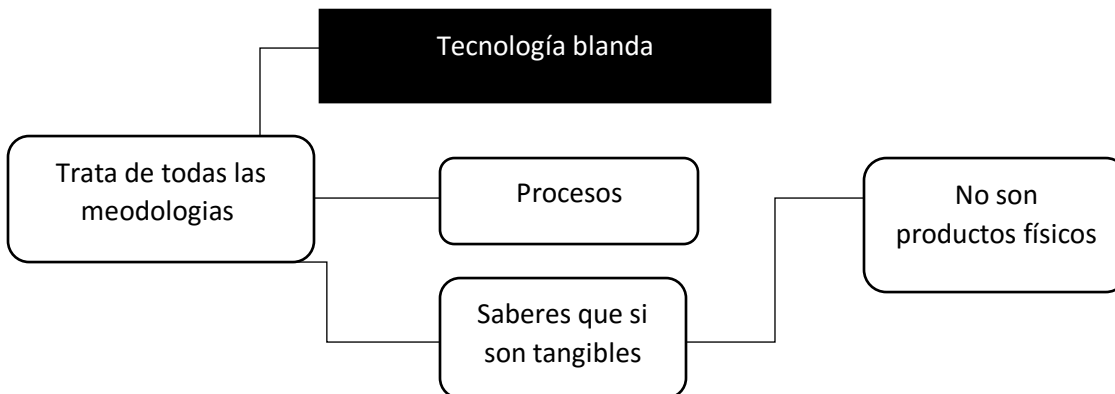 Tecnología blanda
Trata de todas las
meodologias
Procesos
No son
productos físicos
Saberes que si
son tangibles